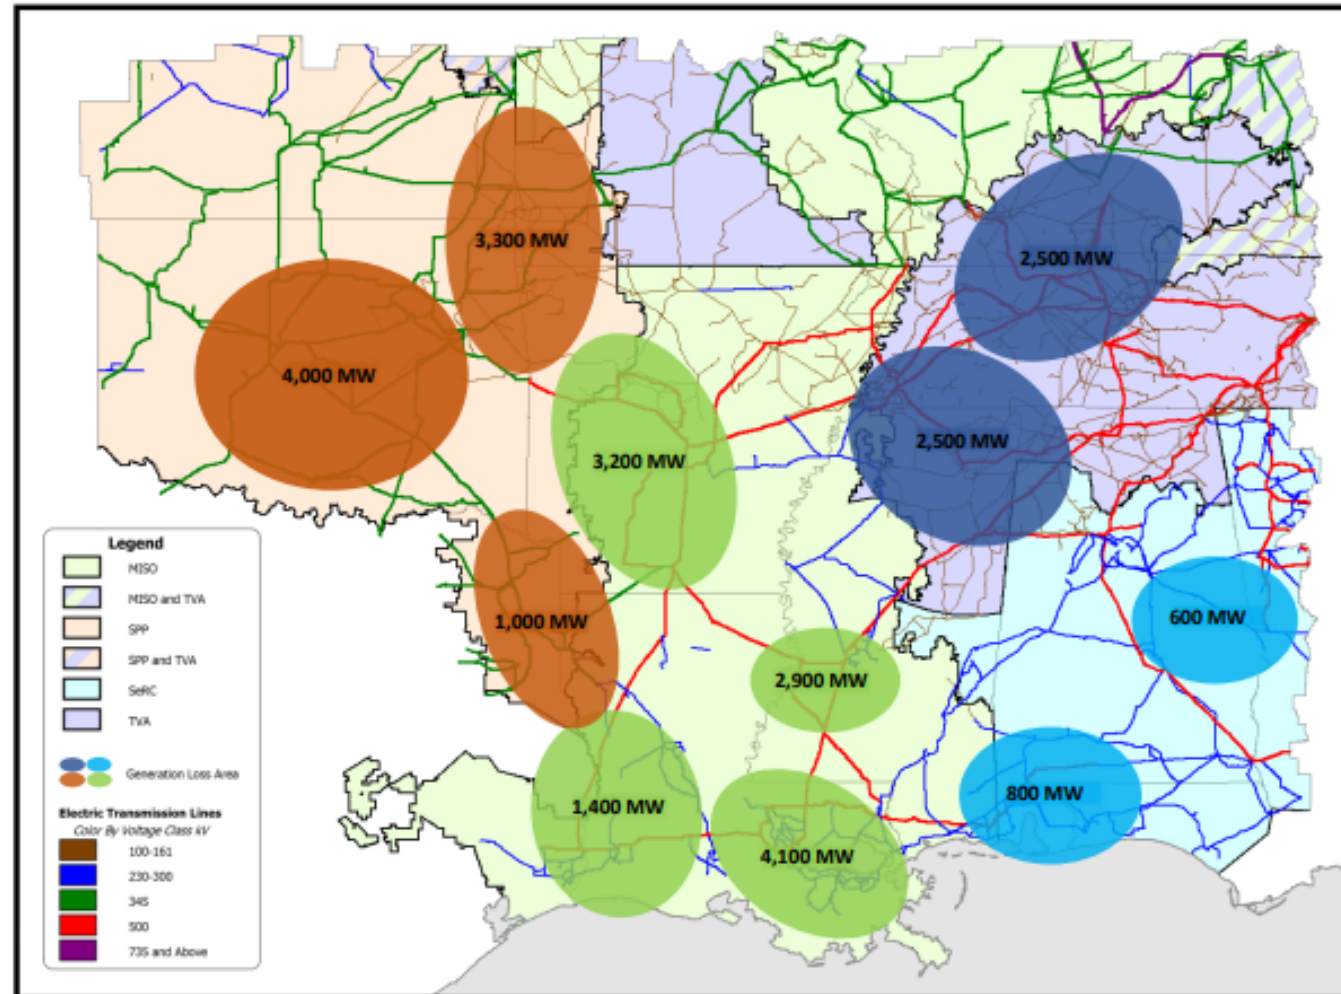 3,300 MW
2,500 MW
4,000 MW
2,500 MW
3,200 MW
600 MW
1,000 MW
2,900 MW
800 MW
1,400 MW
4,100 MW
Legend
MISO
MISO and TVA
SPP
SPP and TVA
SeRC
TVA
Generation Loss Area
Electric Transmission Lines
Color By Voltage Class kV
100-161
230-300
345
500
735 and Above